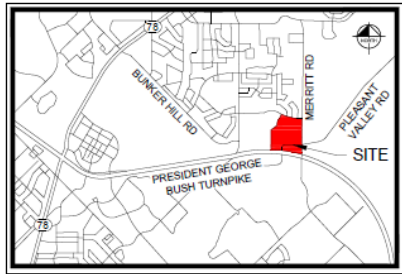 78
NORTH
BUNKER HILL RD
MERRITT RD
PLEASANT
VALLEY RD
SITE
PRESIDENT GEORGE
BUSH TURNPIKE
78